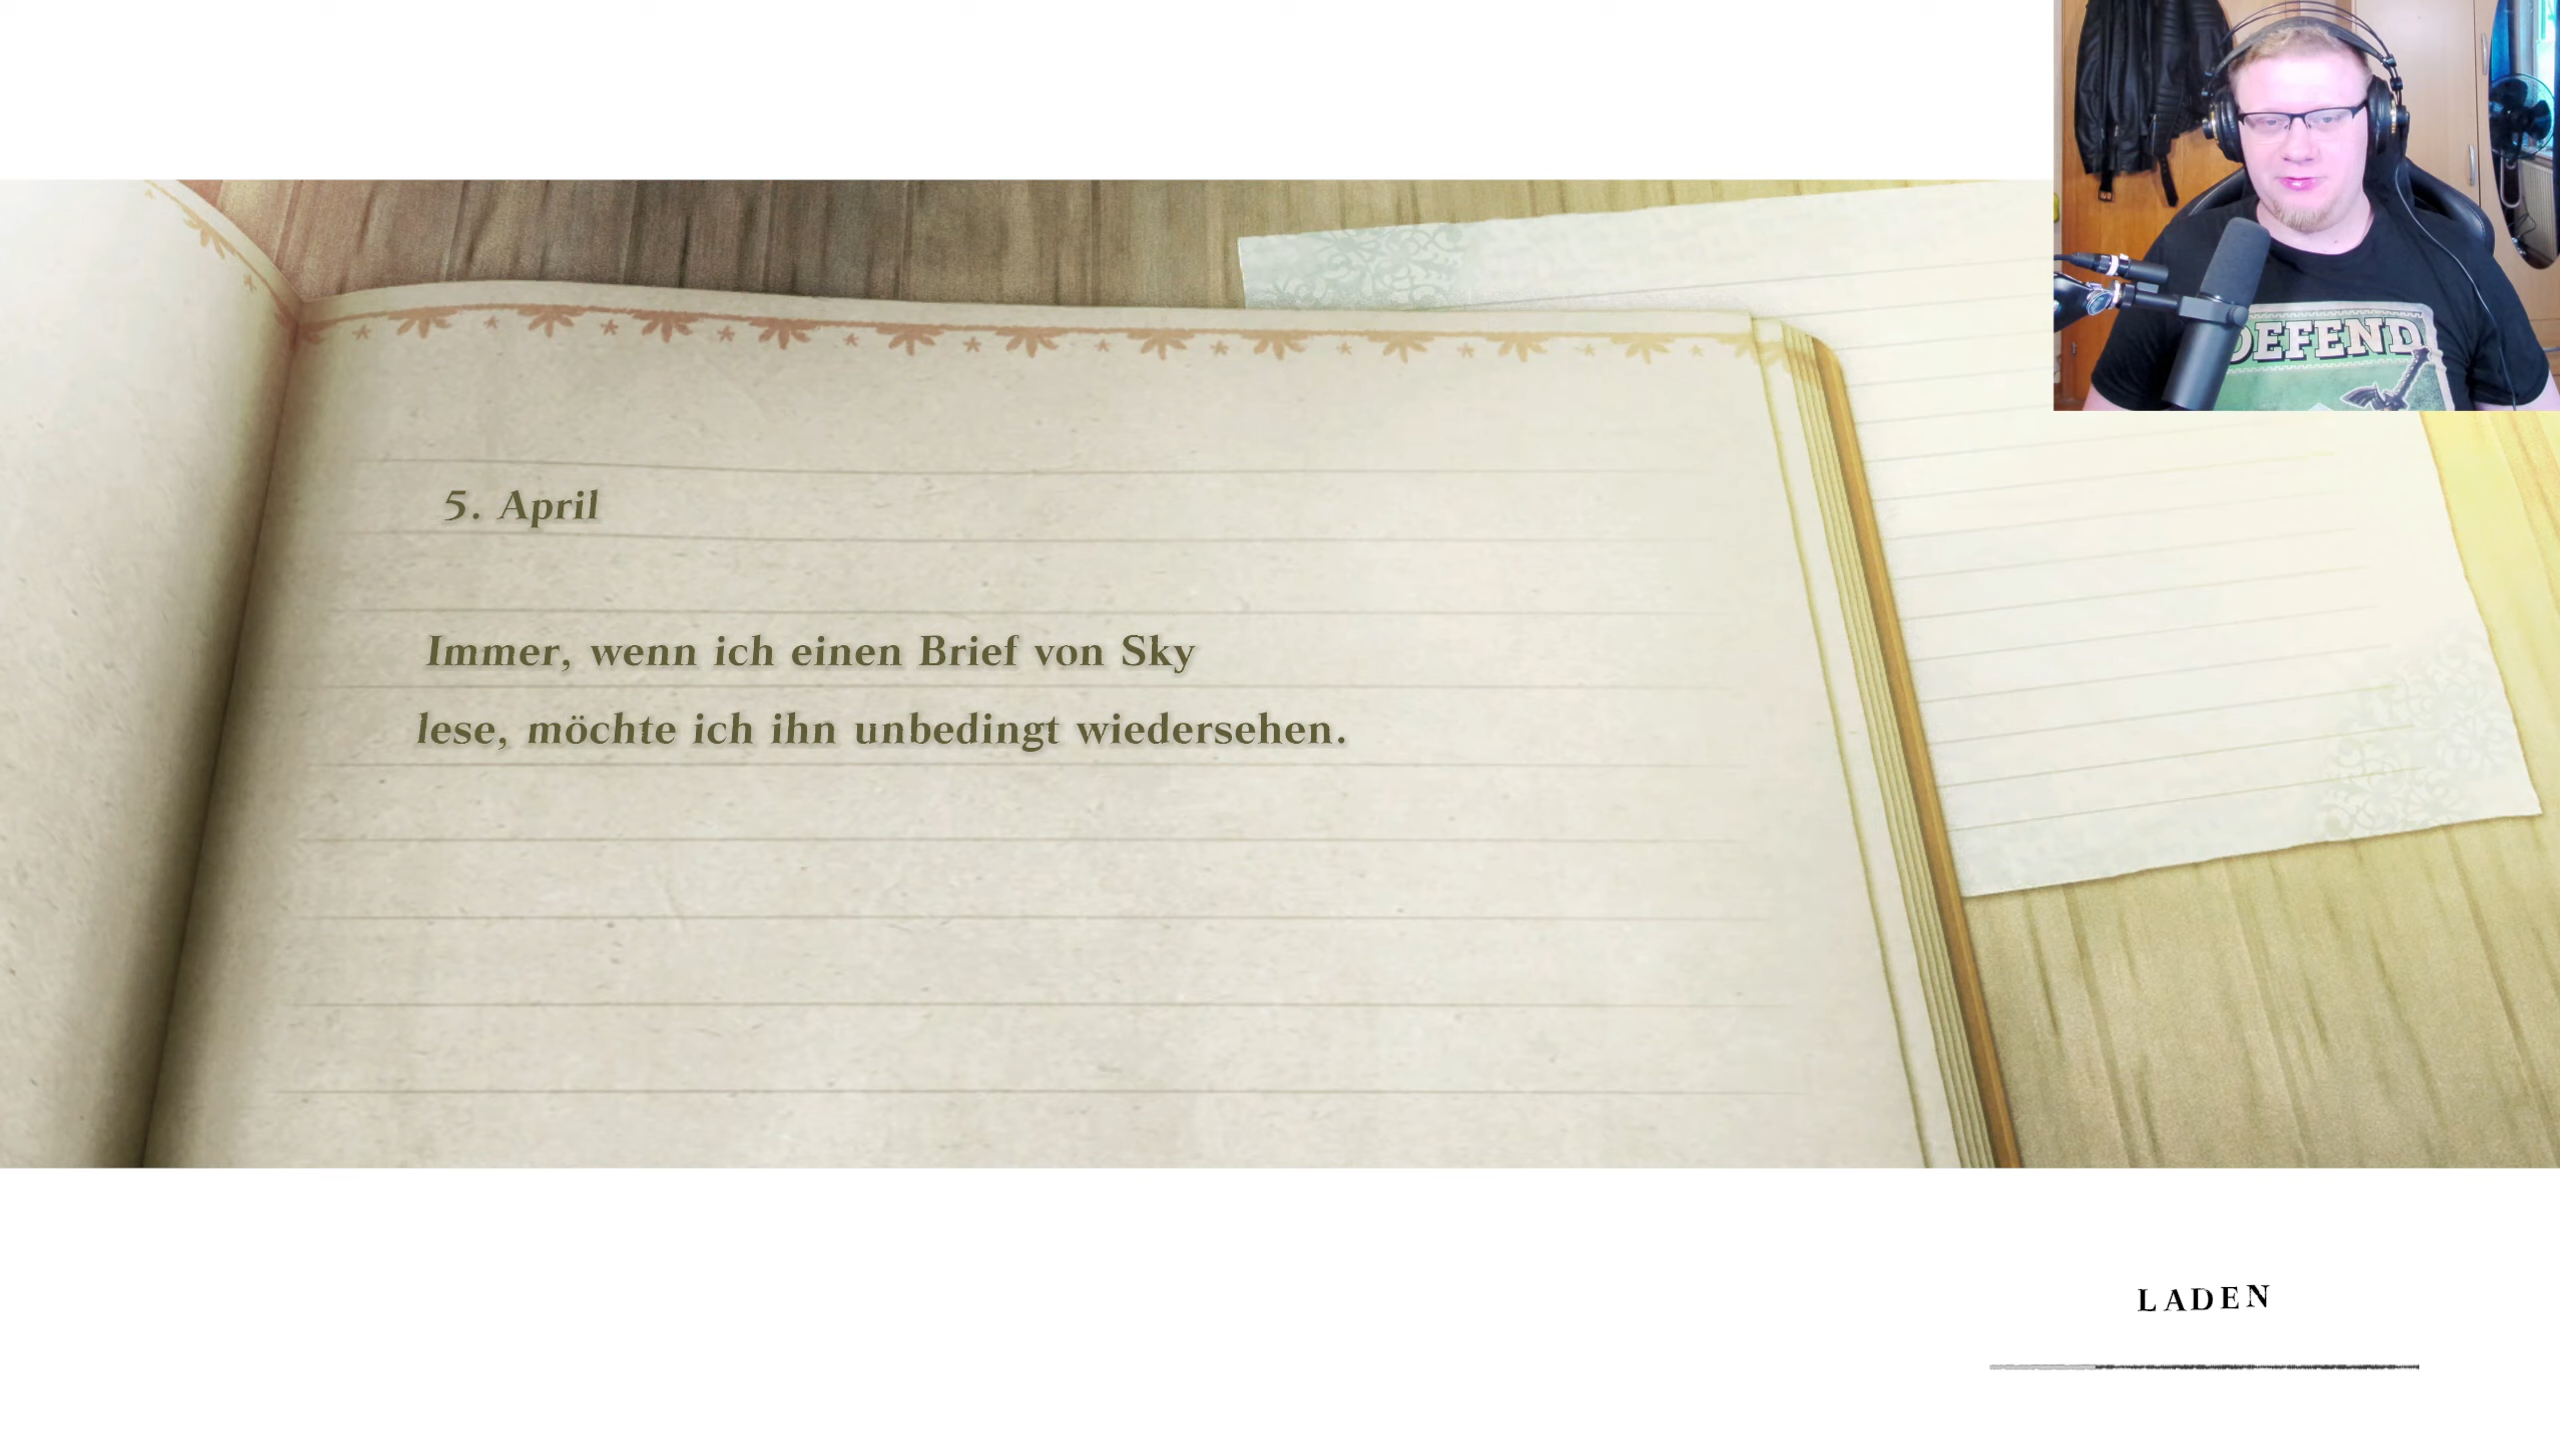 DEFEND
5. April
Immer, wenn ich einen Brief von Sky
lese, möchte ich ihn unbedingt wiedersehen.
LADEN